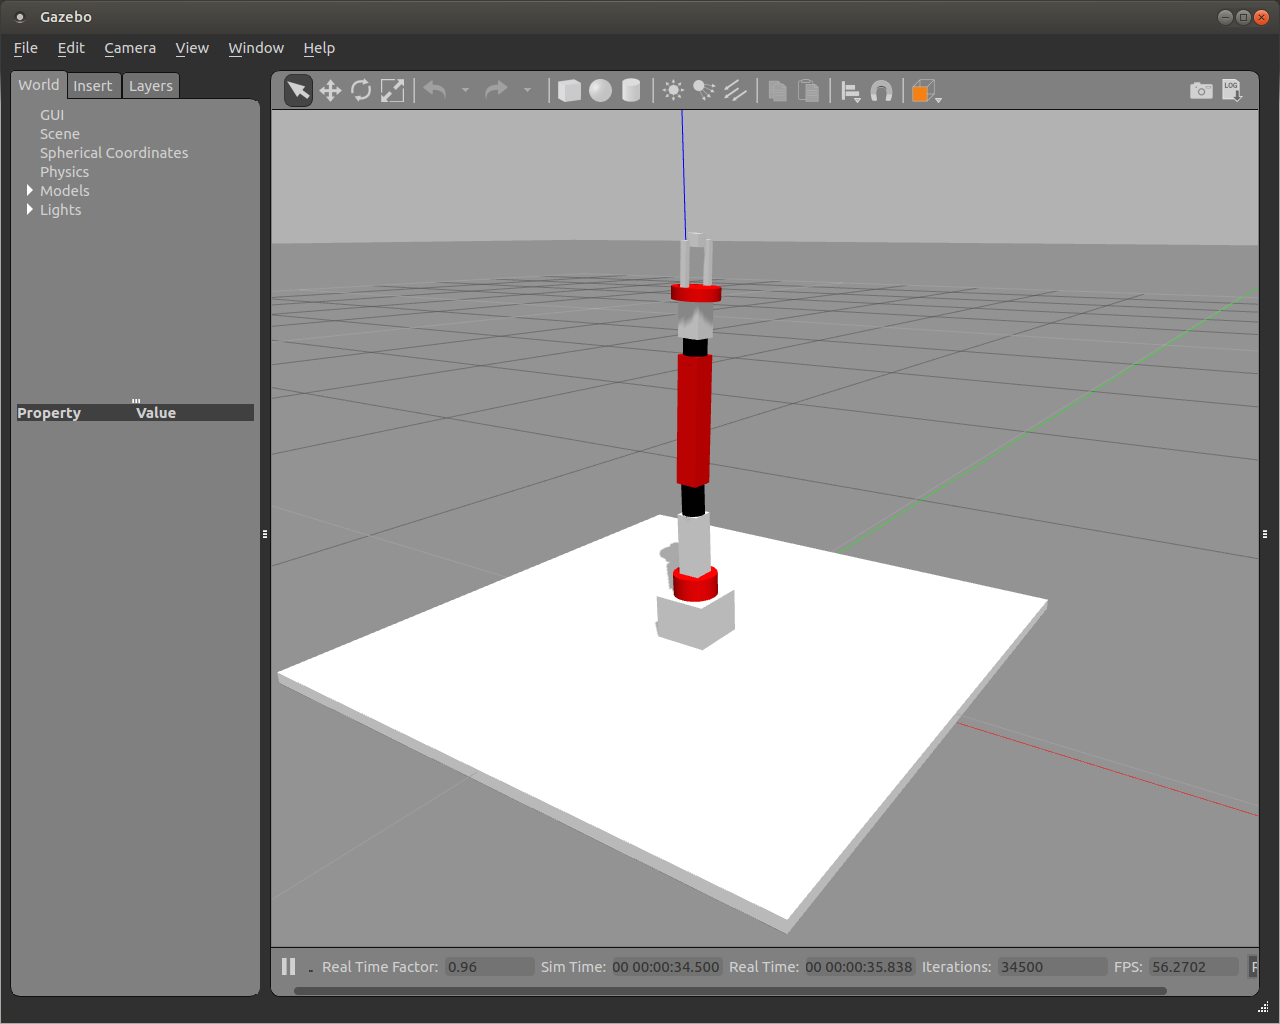 Gazebo
File Edit Camera View Window Help
World Insert Layers
LOG
GUI
Scene
Spherical Coordinates
Physics
Models
Lights
Property Value
Real Time Factor: 0.96 Sim Time: 00 00:00:34.500 Real Time: 00 00:00:35.838 Iterations: 34500 FPS: 56.2702